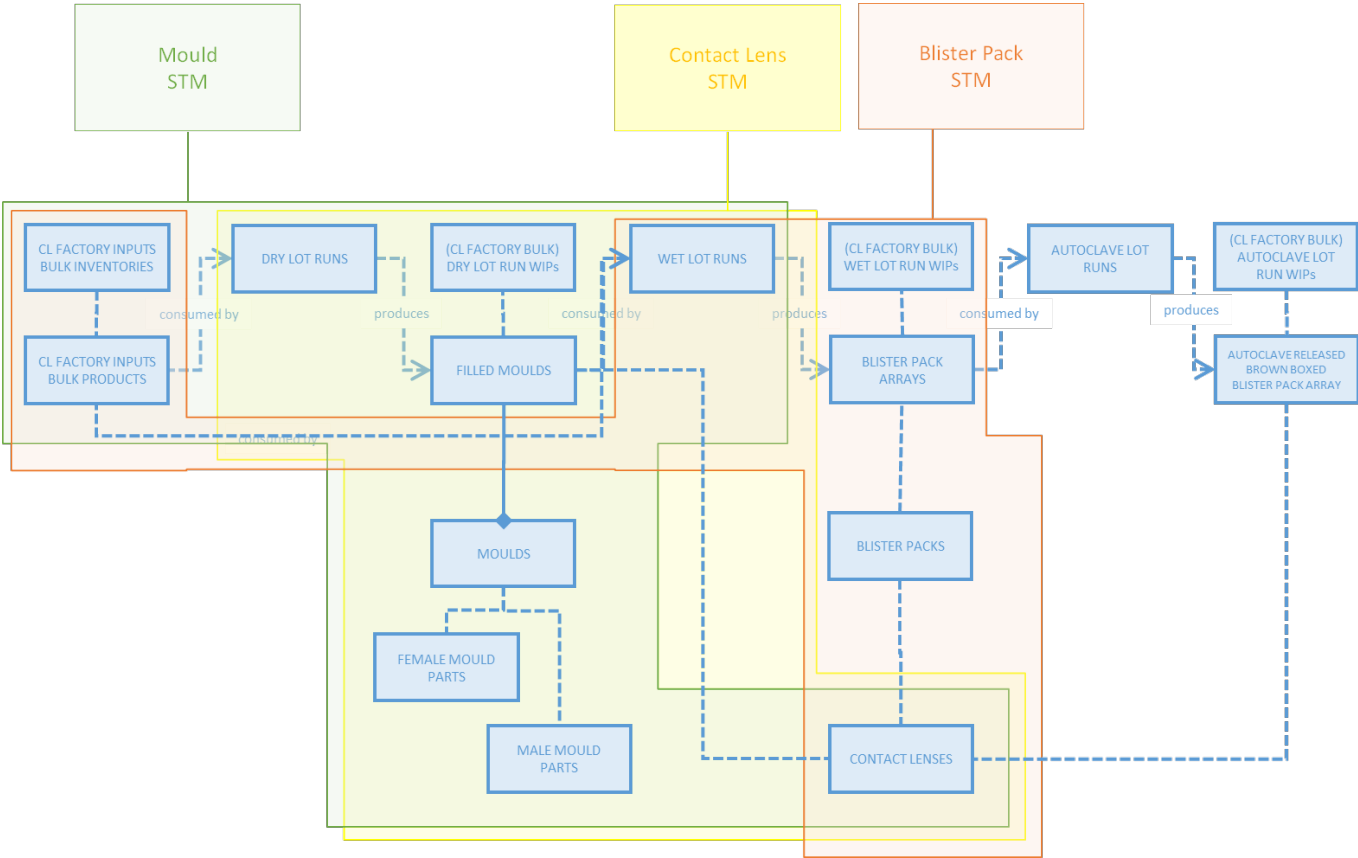 Mould
STM
Contact Lens
STM
Blister Pack
STM
CL FACTORY INPUTS
BULK INVENTORIES
DRY LOT RUNS
(CL FACTORY BULK)
DRY LOT RUN WIPs
WET LOT RUNS
(CL FACTORY BULK)
WET LOT RUN WIPs
AUTOCLAVE LOT
RUNS
(CL FACTORY BULK)
AUTOCLAVE LOT
RUN WIPs
consumed by
produces
consumed by
produces
consumed by
produces
CL FACTORY INPUTS
BULK PRODUCTS
FILLED MOULDS
BLISTER PACK
ARRAYS
AUTOCLAVE RELEASED
BROWN BOXED
BLISTER PACK ARRAY
consumed by
MOULDS
BLISTER PACKS
FEMALE MOULD
PARTS
MALE MOULD
PARTS
CONTACT LENSES